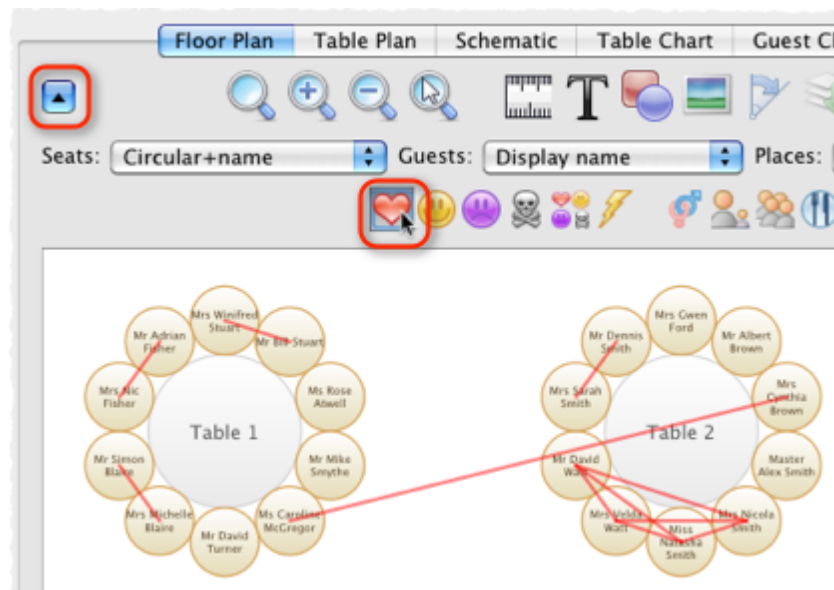 Floor Plan Table Plan Schematic Table Chart Guest C
T
Seats: Circular+name Guests: Display name Places:
Mrs Winifred
Stuart
Mr Bill Stuart
Mr Adrian
Fisher
Ms Rose
Atwell
Mrs Nic
Fisher
Table 1
Mr Mike
Smythe
Mr Simon
Blaire
Ms Caroline
McGregor
Mrs Michelle
Blaire
Mr David
Turner
Mrs Gwen
Ford
Mr Dennis
Smith
Mr Albert
Brown
Mrs Sarah
Smith
Mrs
Cynthia
Brown
Table 2
Mr David
Watt
Master
Alex Smith
Mrs Velda
Watt
Mrs Nicola
Smith
Miss
Natasha
Smith